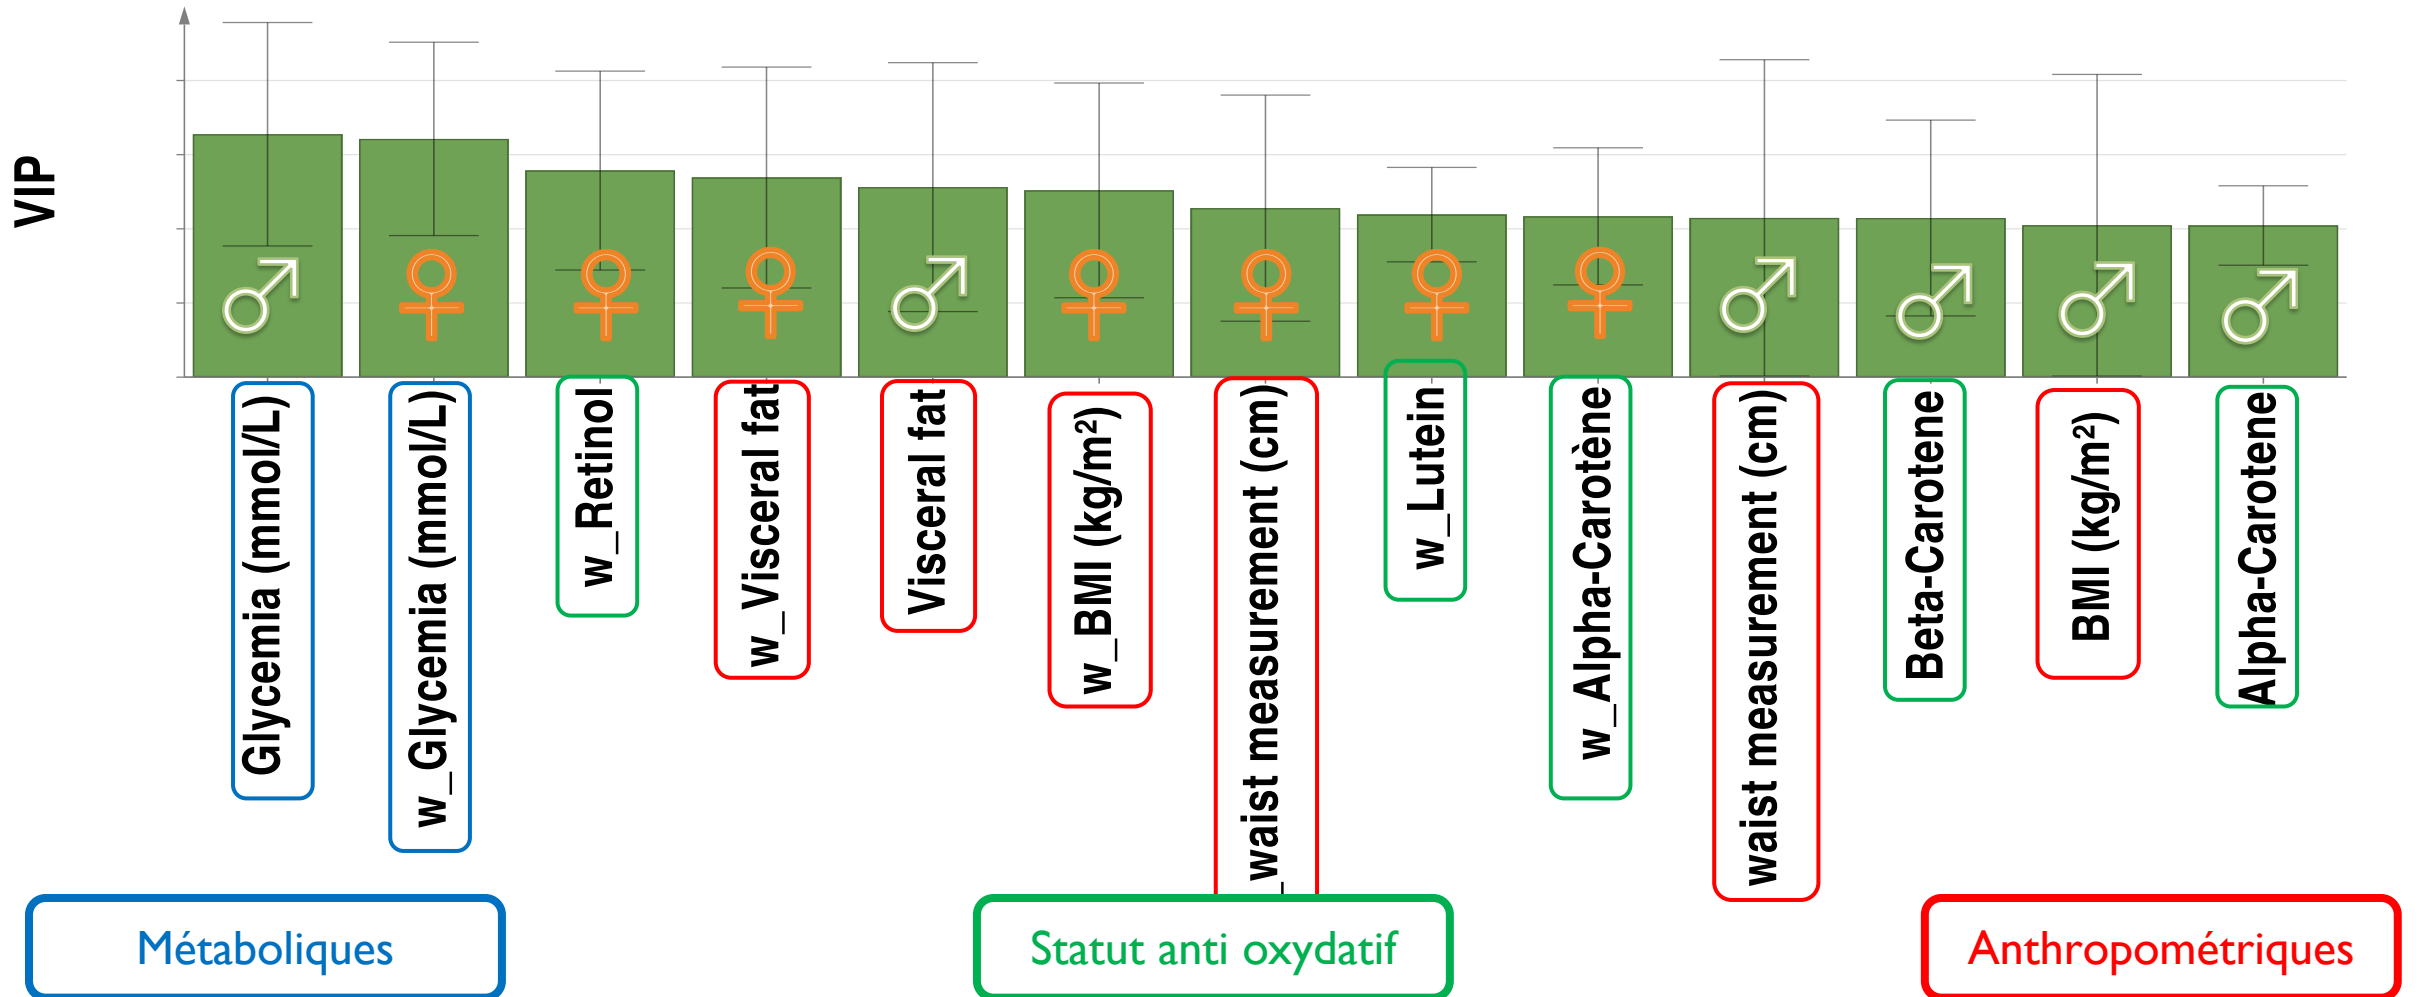 VIP
Glycemia (mmol/L)
w_Glycemia (mmol/L)
w_Retinol
w_Visceral fat
Visceral fat
w_BMI (kg/m²)
_waist measurement (cm)
w_Lutein
w_Alpha-Carotène
waist measurement (cm)
Beta-Carotene
BMI (kg/m²)
Alpha-Carotene
Métaboliques
Statut anti oxydatif
Anthropométriques